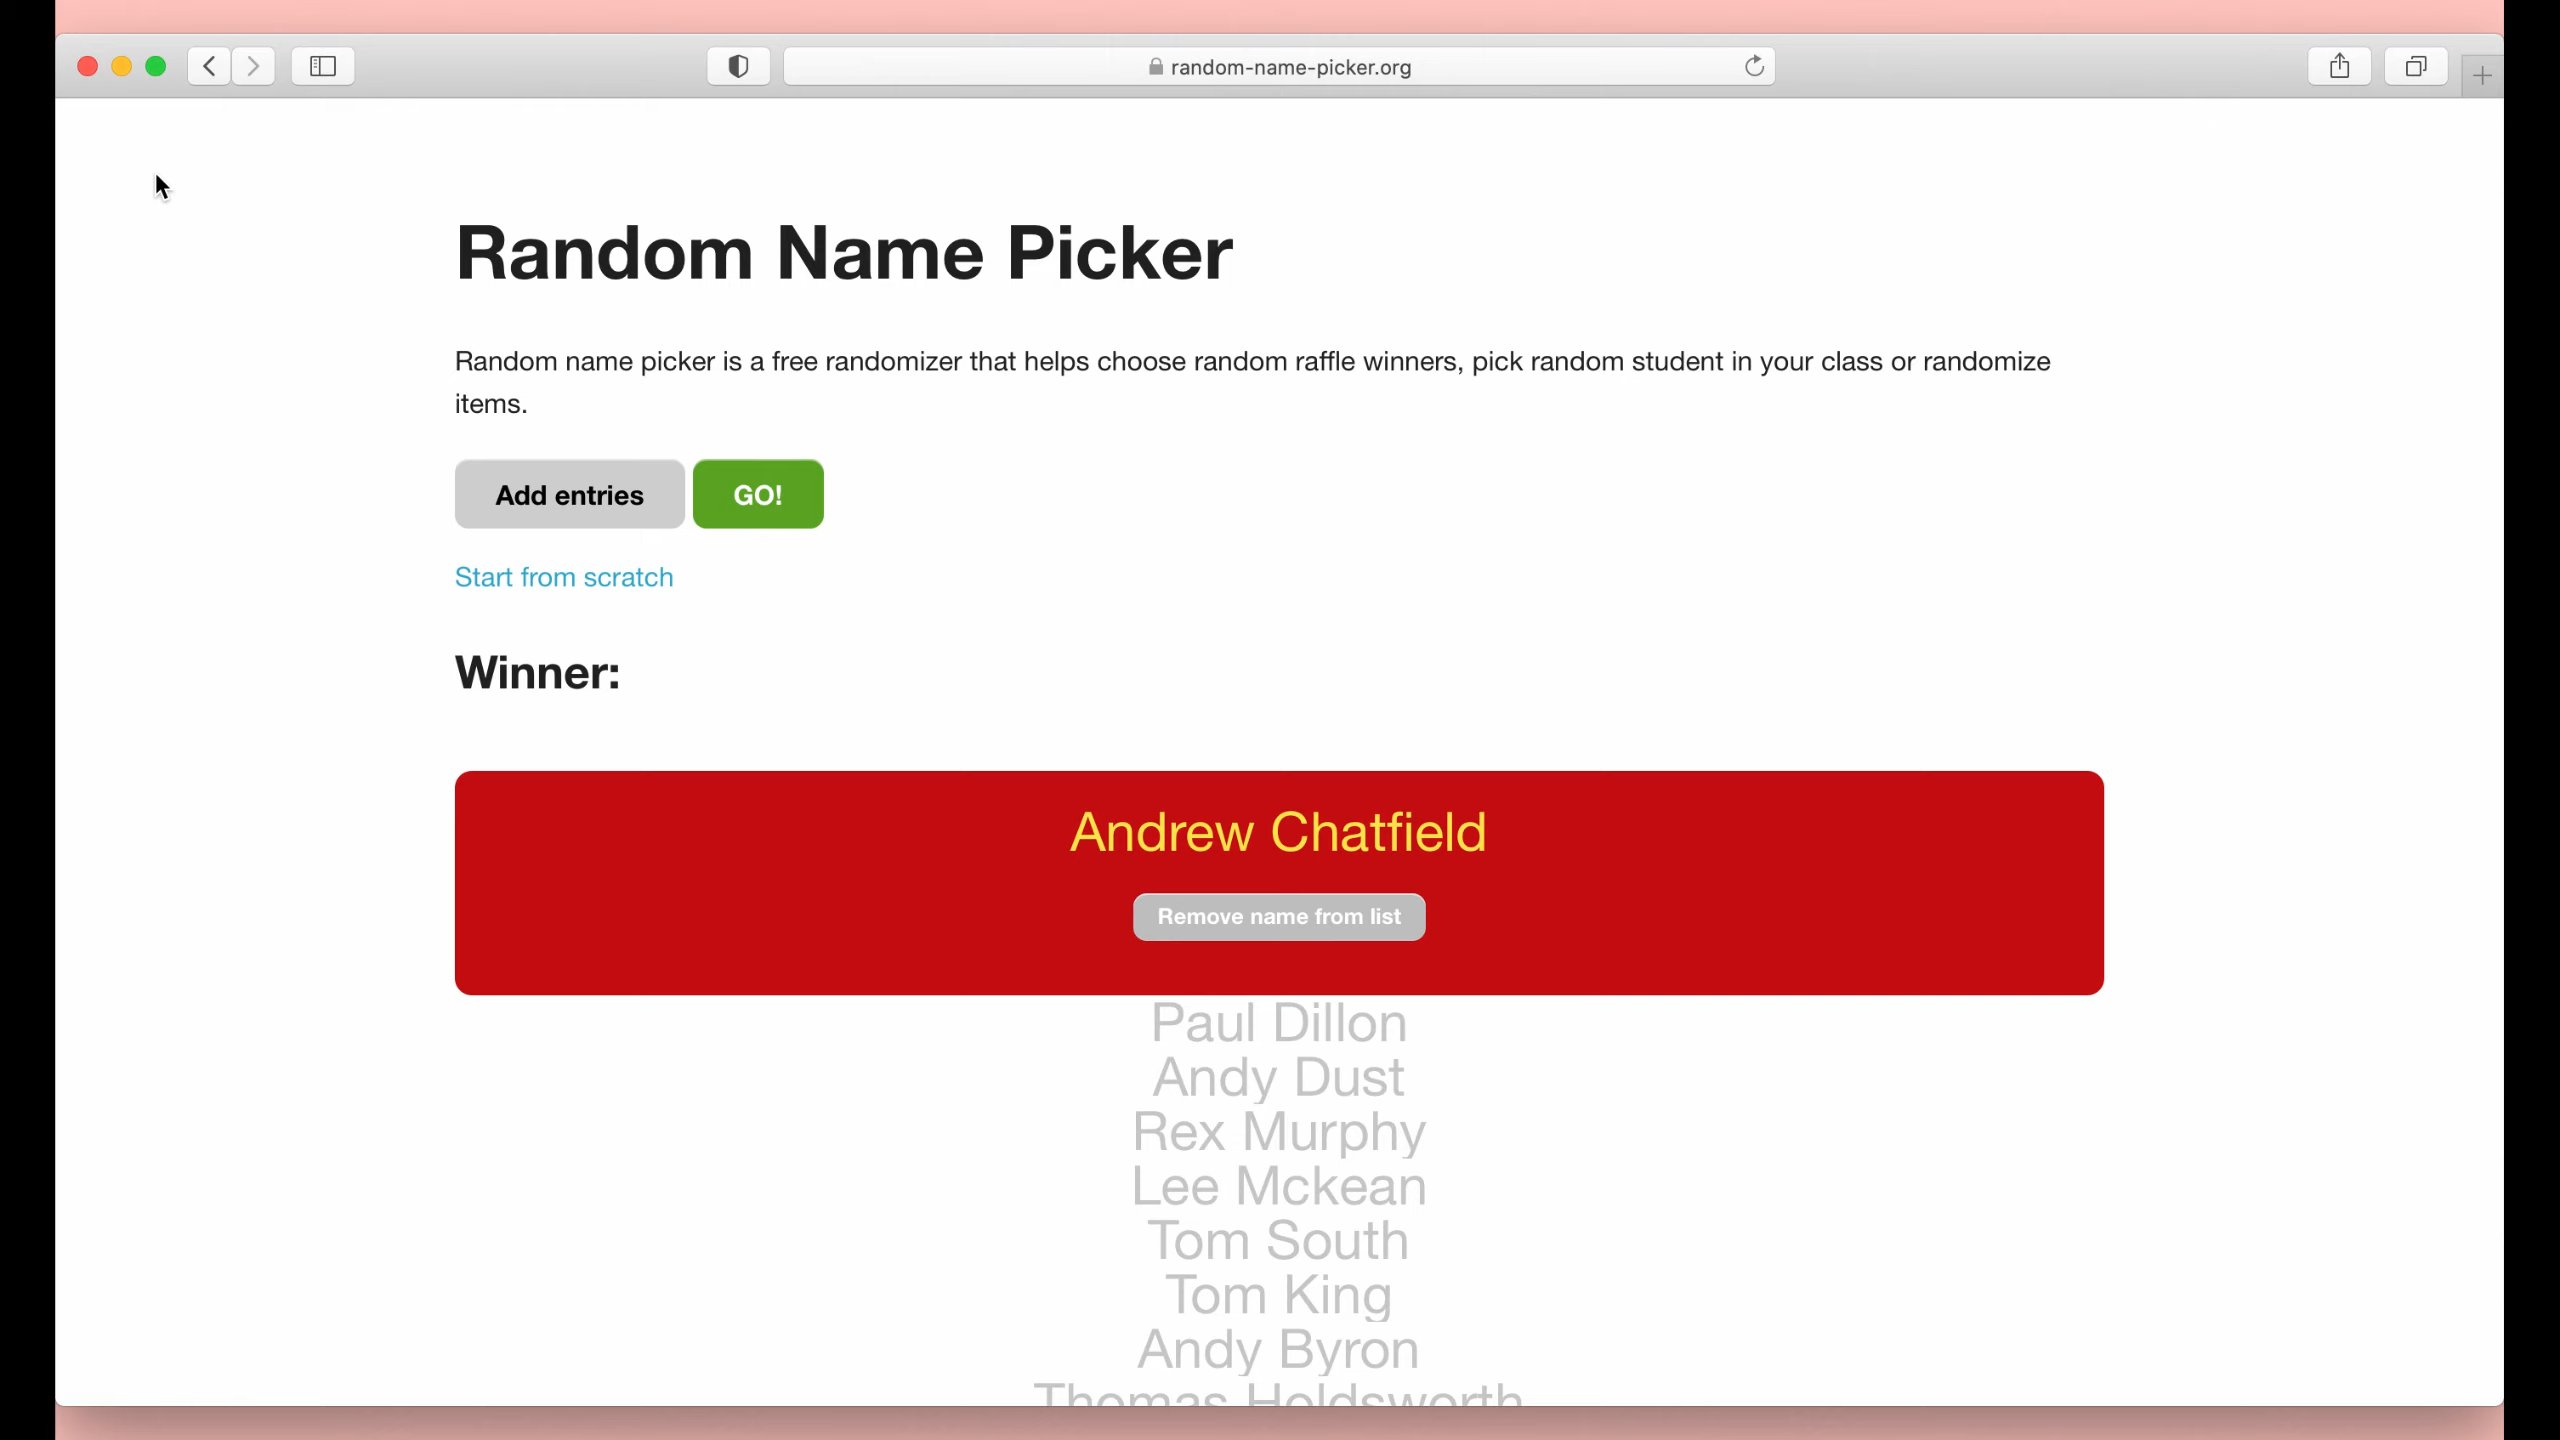 random-name-picker.org
Random Name Picker
Random name picker is a free randomizer that helps choose random raffle winners, pick random student in your class or randomize
items.
Add entries GO!
Start from scratch
Winner:
Andrew Chatfield
Remove name from list
Paul Dillon
Andy Dust
Rex Murphy
Lee Mckean
Tom South
Tom King
Andy Byron
Thomas Holdsworth